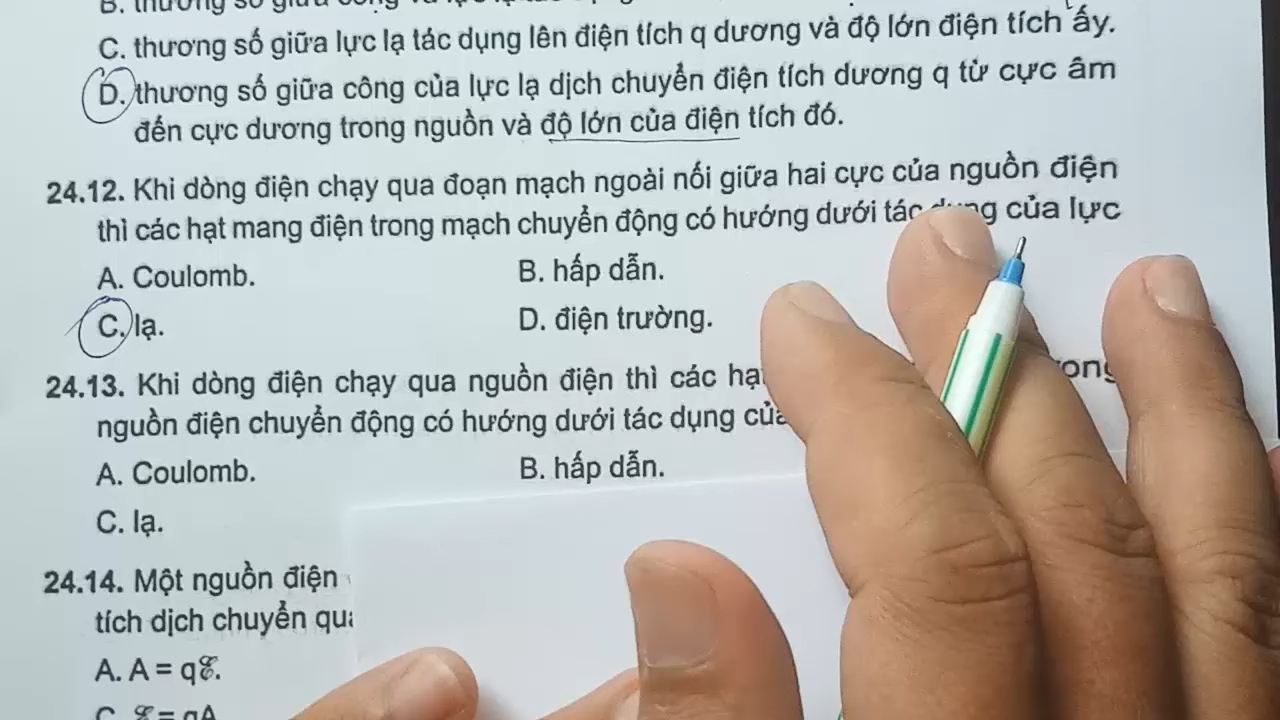 C. thương số giữa lực lạ tác dụng lên điện tích q dương và độ lớn điện tích ấy.
D. thương số giữa công của lực lạ dịch chuyển điện tích dương q từ cực âm
đến cực dương trong nguồn và độ lớn của điện tích đó.
24.12. Khi dòng điện chạy qua đoạn mạch ngoài nối giữa hai cực của nguồn điện
thì các hạt mang điện trong mạch chuyển động có hướng dưới tác dụng của lực
A. Coulomb.
B. hấp dẫn.
C. lạ.
D. điện trường.
24.13. Khi dòng điện chạy qua nguồn điện thì các
nguồn điện chuyển động có hướng dưới tác dụng
A. Coulomb.
B. hấp dẫn.
C. lạ.
24.14. Một nguồn điện
tích dịch chuyển
A. A = qℰ.
C. ℰ = qA